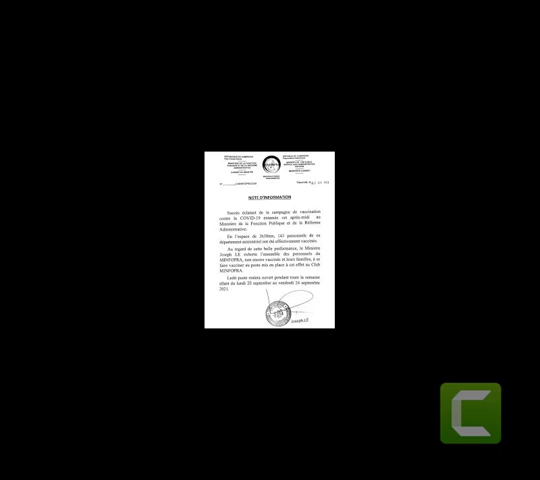 NOTE D'INFORMATION
Succès éclatant de la campagne de vaccination
contre la COVID-19 entamée cet après-midi au
Ministère de la Fonction Publique et de la Réforme
Administrative.
En l'espace de 2h30mn, 143 personnels de ce
département ministériel ont été effectivement vaccinés.
Au regard de cette belle performance, le Ministre
Joseph LE exhorte l'ensemble des personnels du
MINFOPRA, non encore vaccinés et leurs familles, à se
faire vacciner au poste mis en place à cet effet au Club
MINFOPRA.
Ledit poste restera ouvert pendant toute la semaine
allant du lundi 20 septembre au vendredi 24 septembre
2021.
Joseph LE